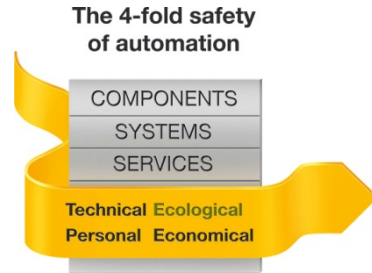 The 4-fold safety
of automation
COMPONENTS
SYSTEMS
SERVICES
Technical Ecological
Personal Economical